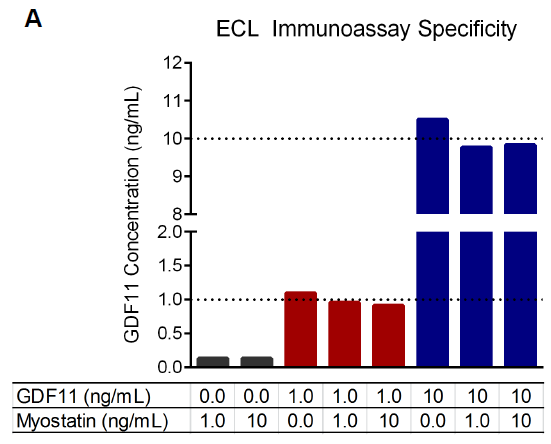 A
ECL Immunoassay Specificity
GDF11 Concentration (ng/mL)
12
11
10
9
8
2.0
1.5
1.0
0.5
0.0
GDF11 (ng/mL) 0.0 0.0 1.0 1.0 1.0 10 10 10
Myostatin (ng/mL) 1.0 10 0.0 1.0 10 0.0 1.0 10